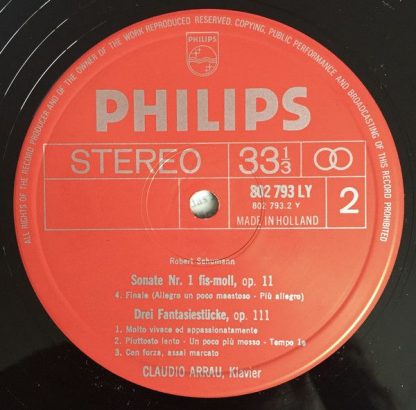 ALL RIGHTS OF THE RECORD PRODUCER AND OF THE OWNER OF THE WORK REPRODUCED RESERVED. COPYING, PUBLIC PERFORMANCE AND BROADCASTING OF THIS RECORD PROHIBITED
PHILIPS
PHILIPS
STEREO 33 1/3
802 793 LY
802 793.2 Y
2
MADE IN HOLLAND
Robert Schumann
Sonate Nr. 1 fis-moll, op. 11
4. Finale (Allegro un poco maestoso - Più allegro)
Drei Fantasiestücke, op. 111
1. Molto vivace ed appassionatamente
2. Piuttosto lento - Un poco più mosso - Tempo I
3. Con forza, assai marcato
CLAUDIO ARRAU, Klavier